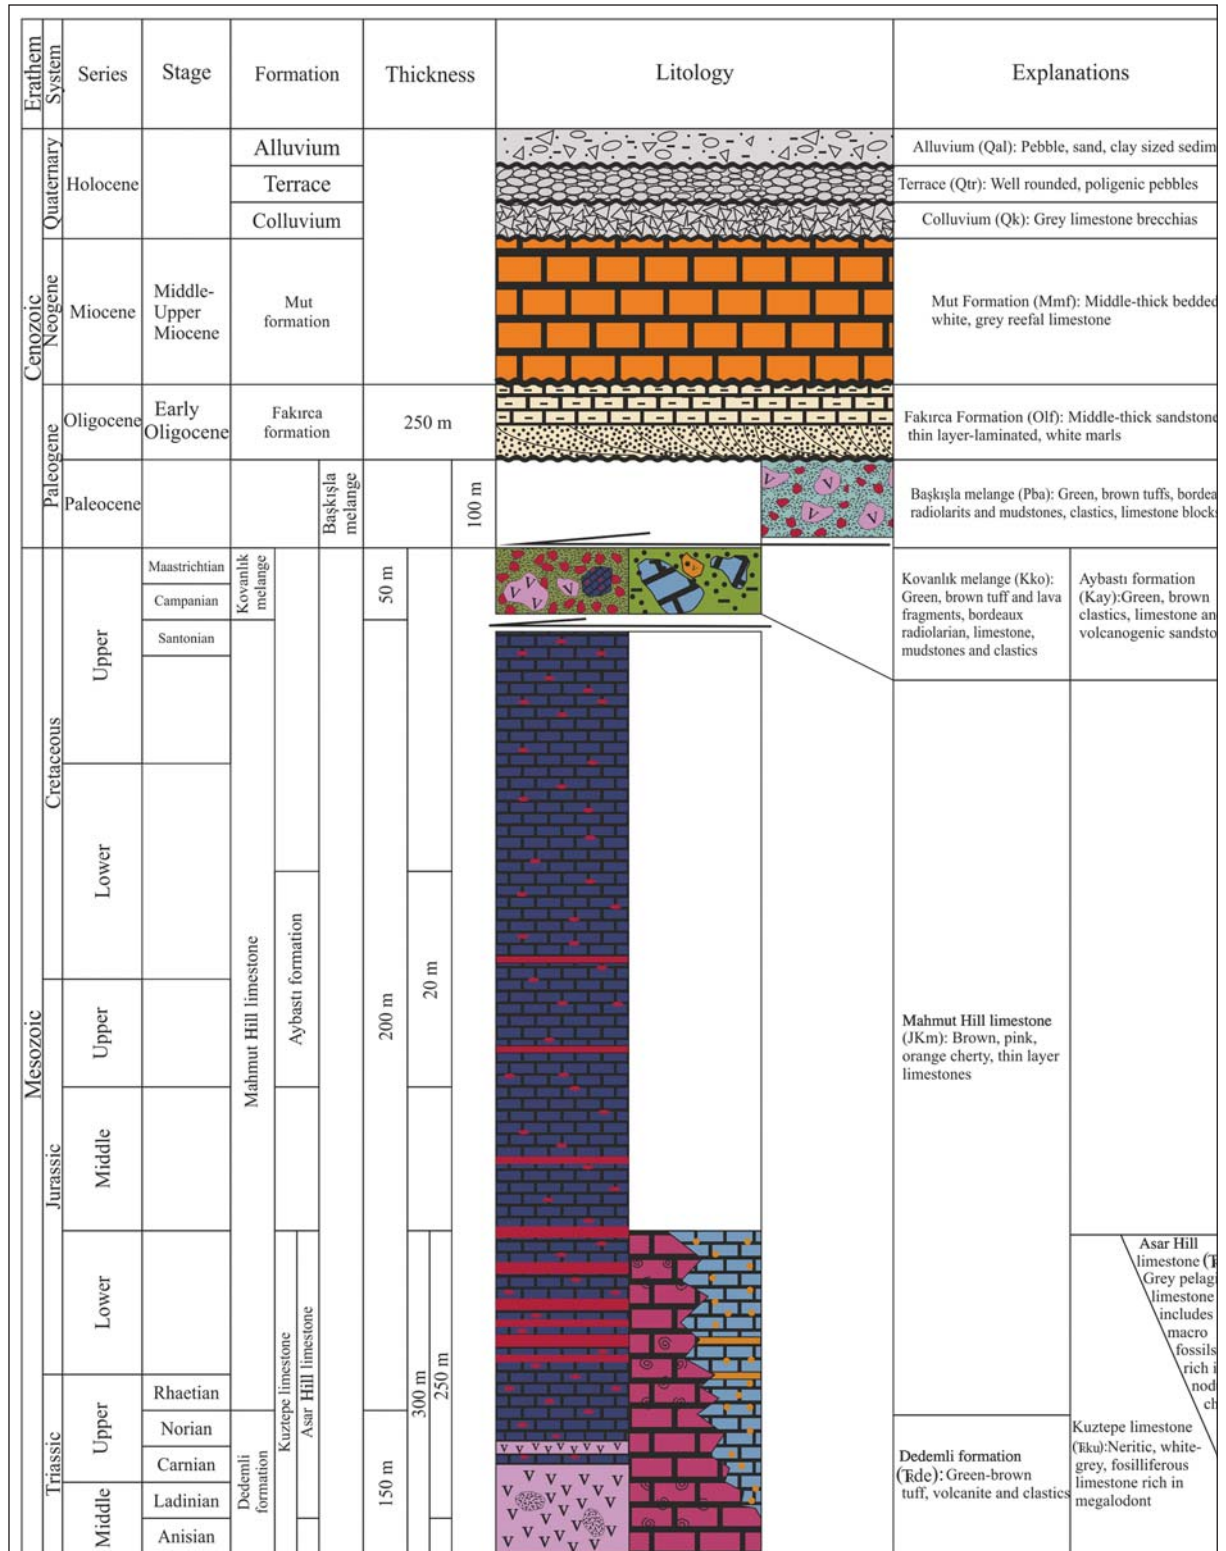 Erathem
System
Series
Stage
Formation
Thickness
Litology
Explanations
Cenozoic
Quaternary
Holocene
Alluvium
Alluvium (Qal): Pebble, sand, clay sized sedim
Terrace
Terrace (Qtr): Well rounded, poligenic pebbles
Colluvium
Colluvium (Qk): Grey limestone brecchias
Neogene
Miocene
Middle-
Upper
Miocene
Mut
formation
Mut Formation (Mmf): Middle-thick bedded
white, grey reefal limestone
Paleogene
Oligocene
Early
Oligocene
Fakırca
formation
250 m
Fakırca Formation (Olf): Middle-thick sandstone
thin layer-laminated, white marls
Paleocene
Başkışla
melange
100 m
V
V
V
V
Başkışla melange (Pba): Green, brown tuffs, bordea
radiolarits and mudstones, clastics, limestone blocks
Mesozoic
Cretaceous
Upper
Maastrichtian
Campanian
Santonian
Kovanlık
melange
50 m
V
V
V
V
Kovanlık melange (Kko):
Green, brown tuff and lava
fragments, bordeaux
radiolarian, limestone,
mudstones and clastics
Aybastı formation
(Kay):Green, brown
clastics, limestone an
volcanogenic sandsto
Lower
Mahmut Hill limestone
Aybastı formation
200 m
20 m
Jurassic
Upper
Middle
Lower
Mahmut Hill limestone
(JKm): Brown, pink,
orange cherty, thin layer
limestones
Kuztepe limestone
Asar Hill limestone
300 m
250 m
Asar Hill
limestone
Grey pelagi
limestone
includes
macro
fossils
rich i
nod
ch
Triassic
Upper
Rhaetian
Norian
Carnian
Middle
Ladinian
Anisian
Dedemli
formation
150 m
Dedemli formation
(Trde): Green-brown
tuff, volcanite and clastics
Kuztepe limestone
(Trku):Neritic, white-
grey, fosilliferous
limestone rich in
megalodont